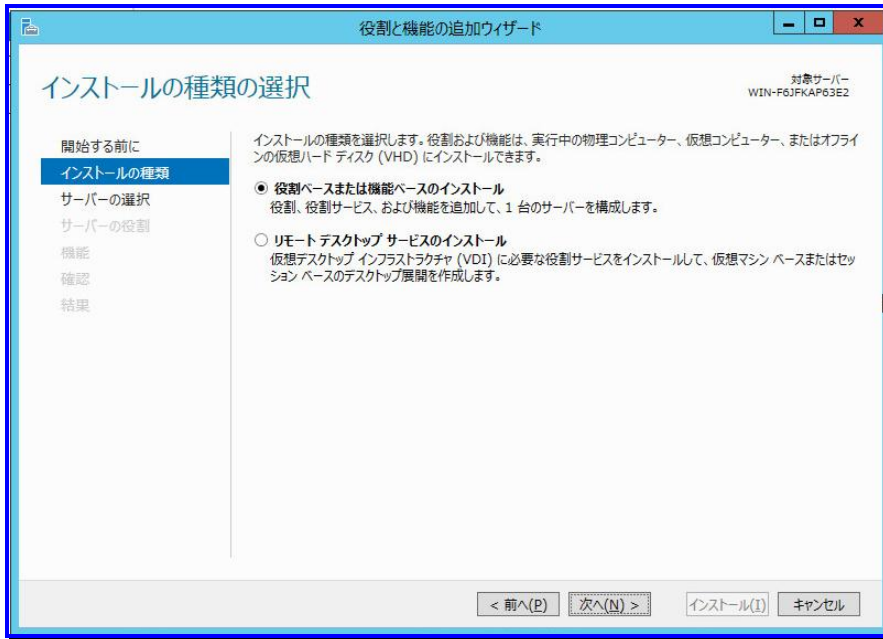 役割と機能の追加ウィザード
インストールの種類の選択
対象サーバー
WIN-F6JFKAP63E2
開始する前に
インストールの種類
サーバーの選択
サーバーの役割
機能
確認
結果
インストールの種類を選択します。役割および機能は、実行中の物理コンピューター、仮想コンピューター、またはオフライ
ンの仮想ハード ディスク (VHD) にインストールできます。
役割ベースまたは機能ベースのインストール
役割、役割サービス、および機能を追加して、1 台のサーバーを構成します。
リモート デスクトップ サービスのインストール
仮想デスクトップ インフラストラクチャ (VDI) に必要な役割サービスをインストールして、仮想マシン ベースまたはセッ
ション ベースのデスクトップ展開を作成します。
< 前へ(P) 次へ(N) > インストール(I) キャンセル